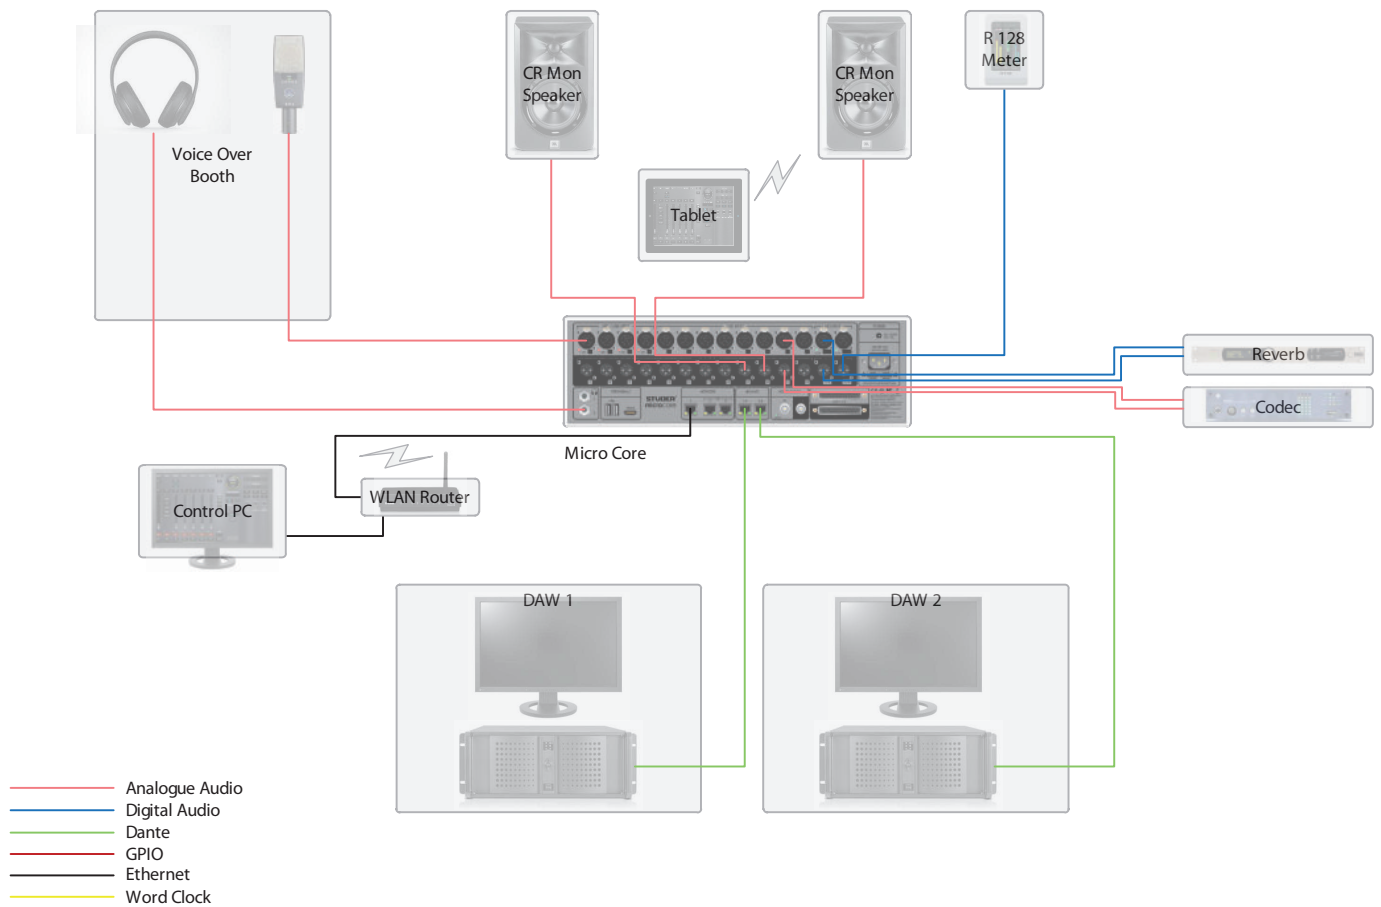 R 128
Meter
CR Mon
Speaker
CR Mon
Speaker
Voice Over
Booth
Tablet
STUDER
Reverb
Codec
Micro Core
WLAN Router
Control PC
DAW 1
DAW 2
Analogue Audio
Digital Audio
Dante
GPIO
Ethernet
Word Clock